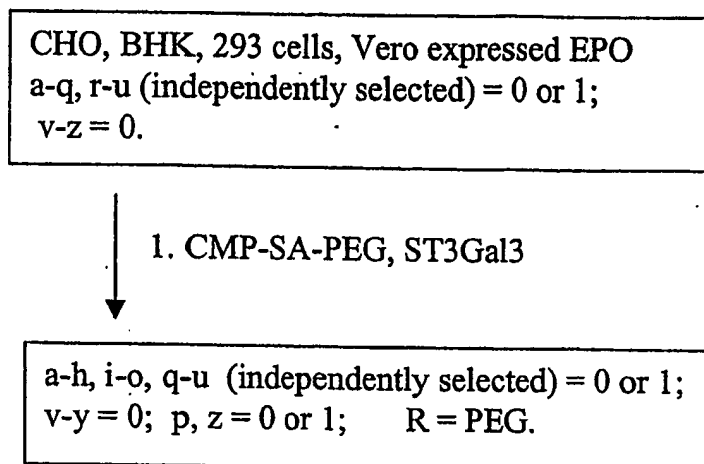 CHO, BHK, 293 cells, Vero expressed EPO
a-q, r-u (independently selected) = 0 or 1;
v-z = 0.
1. CMP-SA-PEG, ST3Gal3
a-h, i-o, q-u (independently selected) = 0 or 1;
v-y = 0; p, z = 0 or 1; R = PEG.